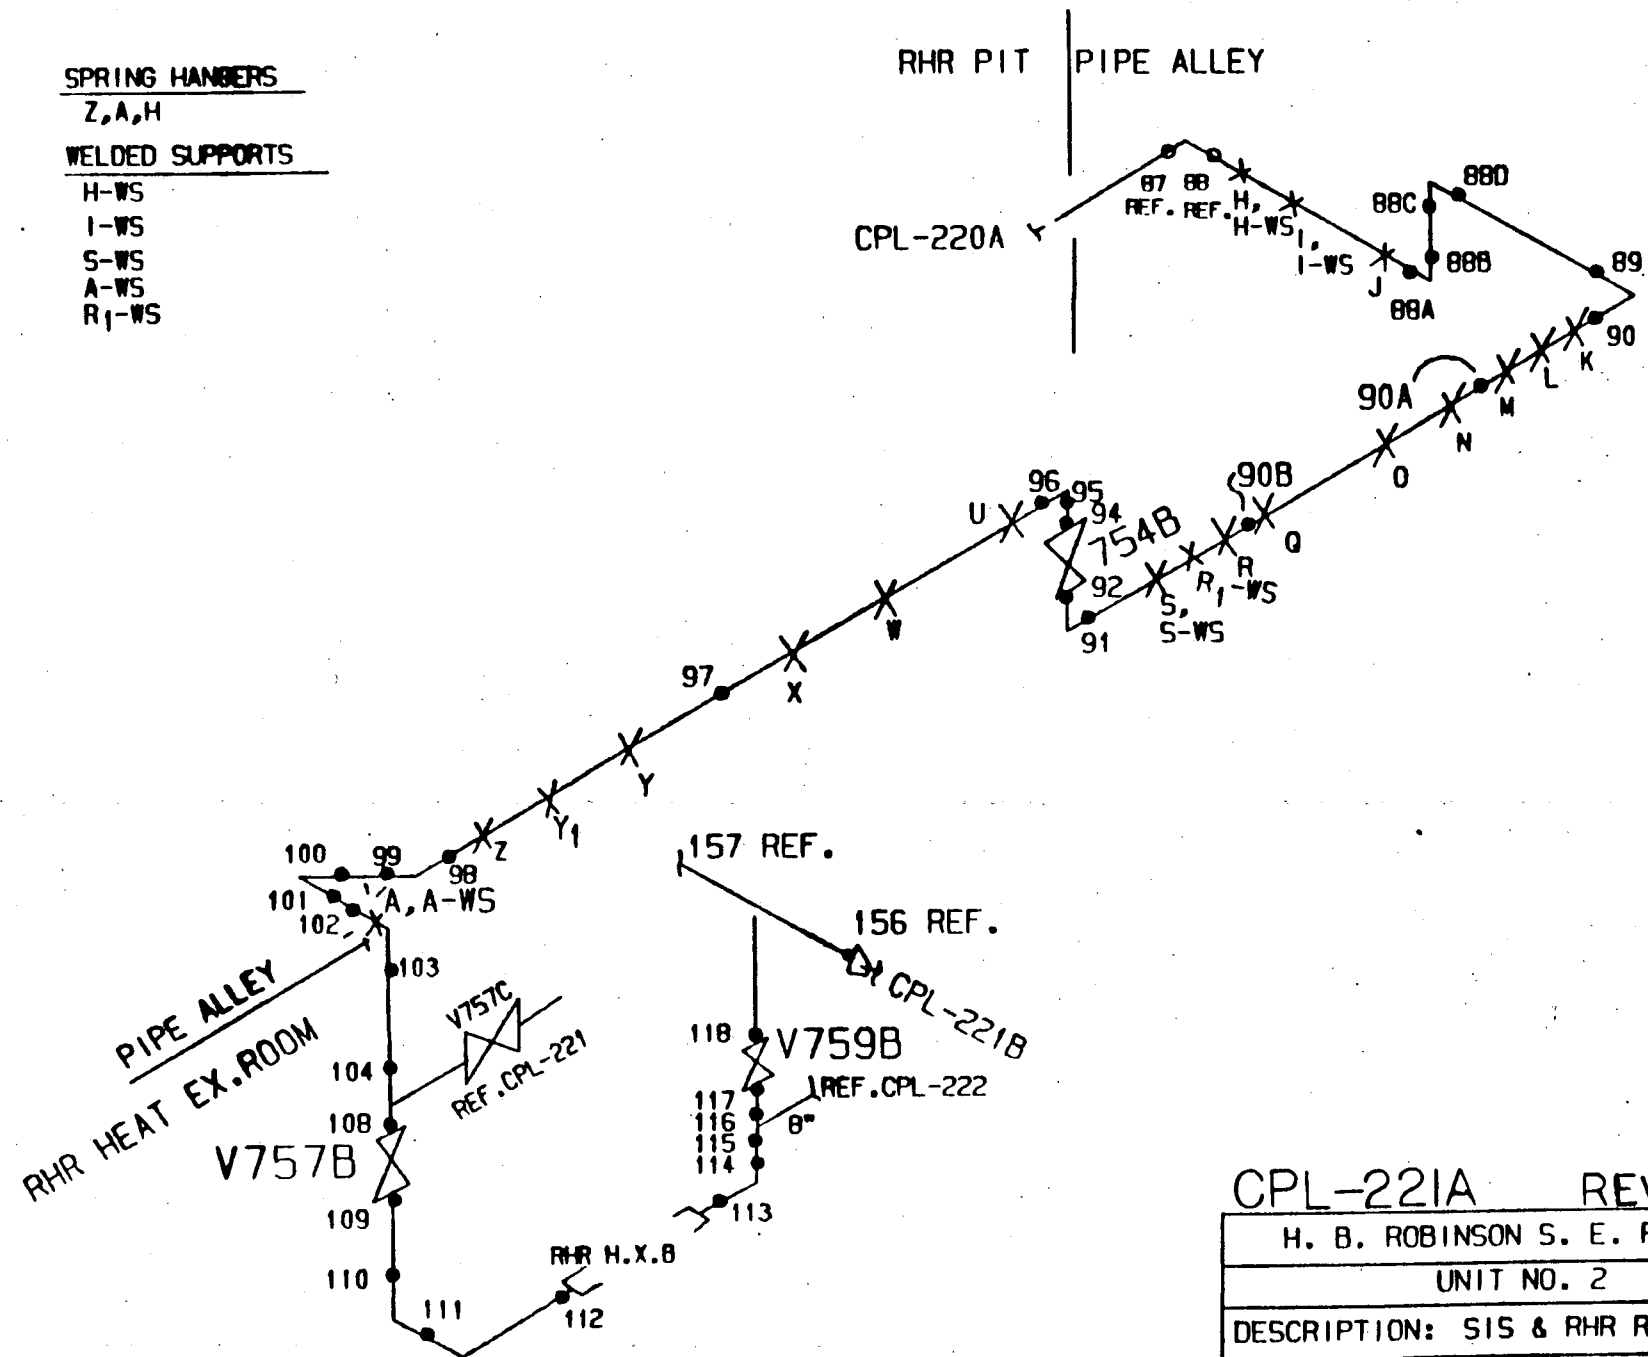 SPRING HANGERS
Z,A,H
WELDED SUPPORTS
H-WS
I-WS
S-WS
A-WS
R1-WS
RHR PIT PIPE ALLEY
CPL-220A
87 REF.
88 REF.
H,
H-WS
I,
I-WS
J
88A
88B
88C
88D
89
90
K
L
M
90A
N
O
90B
Q
R
R1-WS
S,
S-WS
91
92
754B
94
95
96
U
W
X
97
Y
Y1
Z
98
99
100
101
102
A, A-WS
103
PIPE ALLEY
RHR HEAT EX.ROOM
104
V757C
REF.CPL-221
108
V757B
109
110
111
112
RHR H.X.B
157 REF.
156 REF.
CPL-221B
118
V759B
117
116
115
114
113
REF.CPL-222
8"
CPL-221A
H. B. ROBINSON S. E.
UNIT NO. 2
DESCRIPTION: SIS & RHR